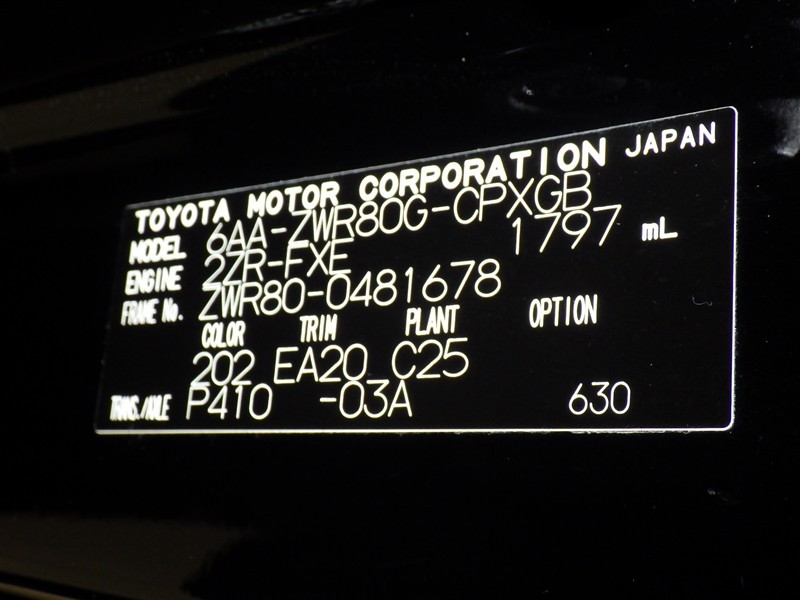 TOYOTA MOTOR CORPORATION JAPAN
MODEL 6AA-ZWR80G-CPXGB
ENGINE 2ZR-FXE 1797 mL
FRAME No. ZWR80-0481678
COLOR TRIM PLANT OPTION
202 EA20 C25
TRANS./AXLE P410 -03A 630